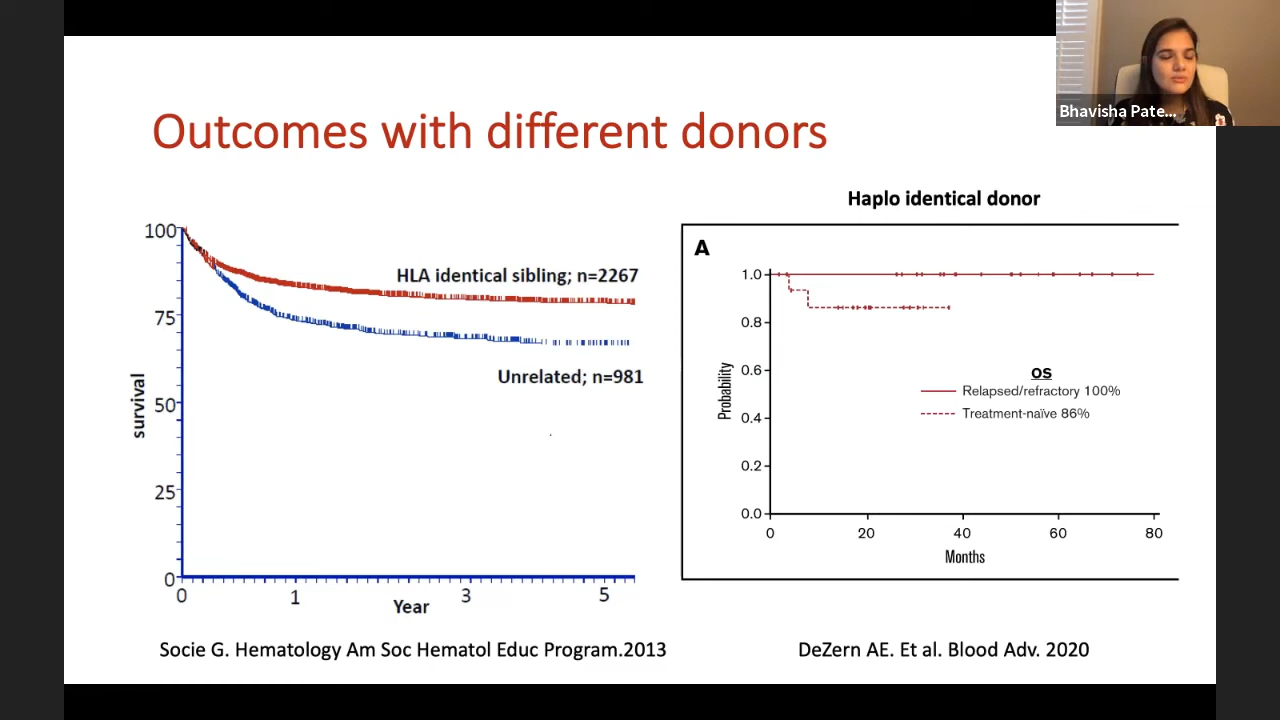 Bhavisha Pate...
Outcomes with different donors
100
75
50
25
0
survival
HLA identical sibling; n=2267
Unrelated; n=981
0
1
3
5
Year
Haplo identical donor
A
1.0
0.8
0.6
0.4
0.2
0.0
Probability
OS
Relapsed/refractory 100%
Treatment-naïve 86%
0
20
40
60
80
Months
Socie G. Hematology Am Soc Hematol Educ Program.2013
DeZern AE. Et al. Blood Adv. 2020